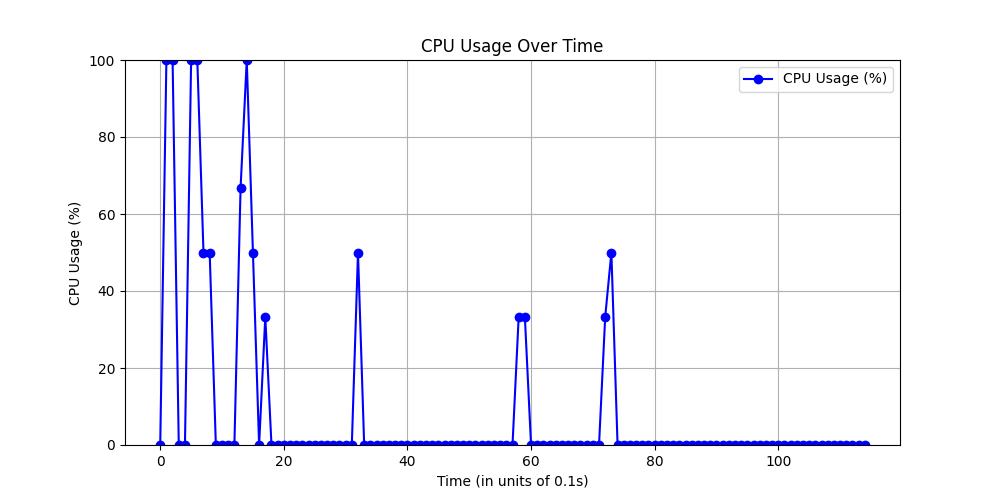 CPU Usage Over Time
CPU Usage (%)
100
80
60
40
20
0
CPU Usage (%)
0 20 40 60 80 100
Time (in units of 0.1s)